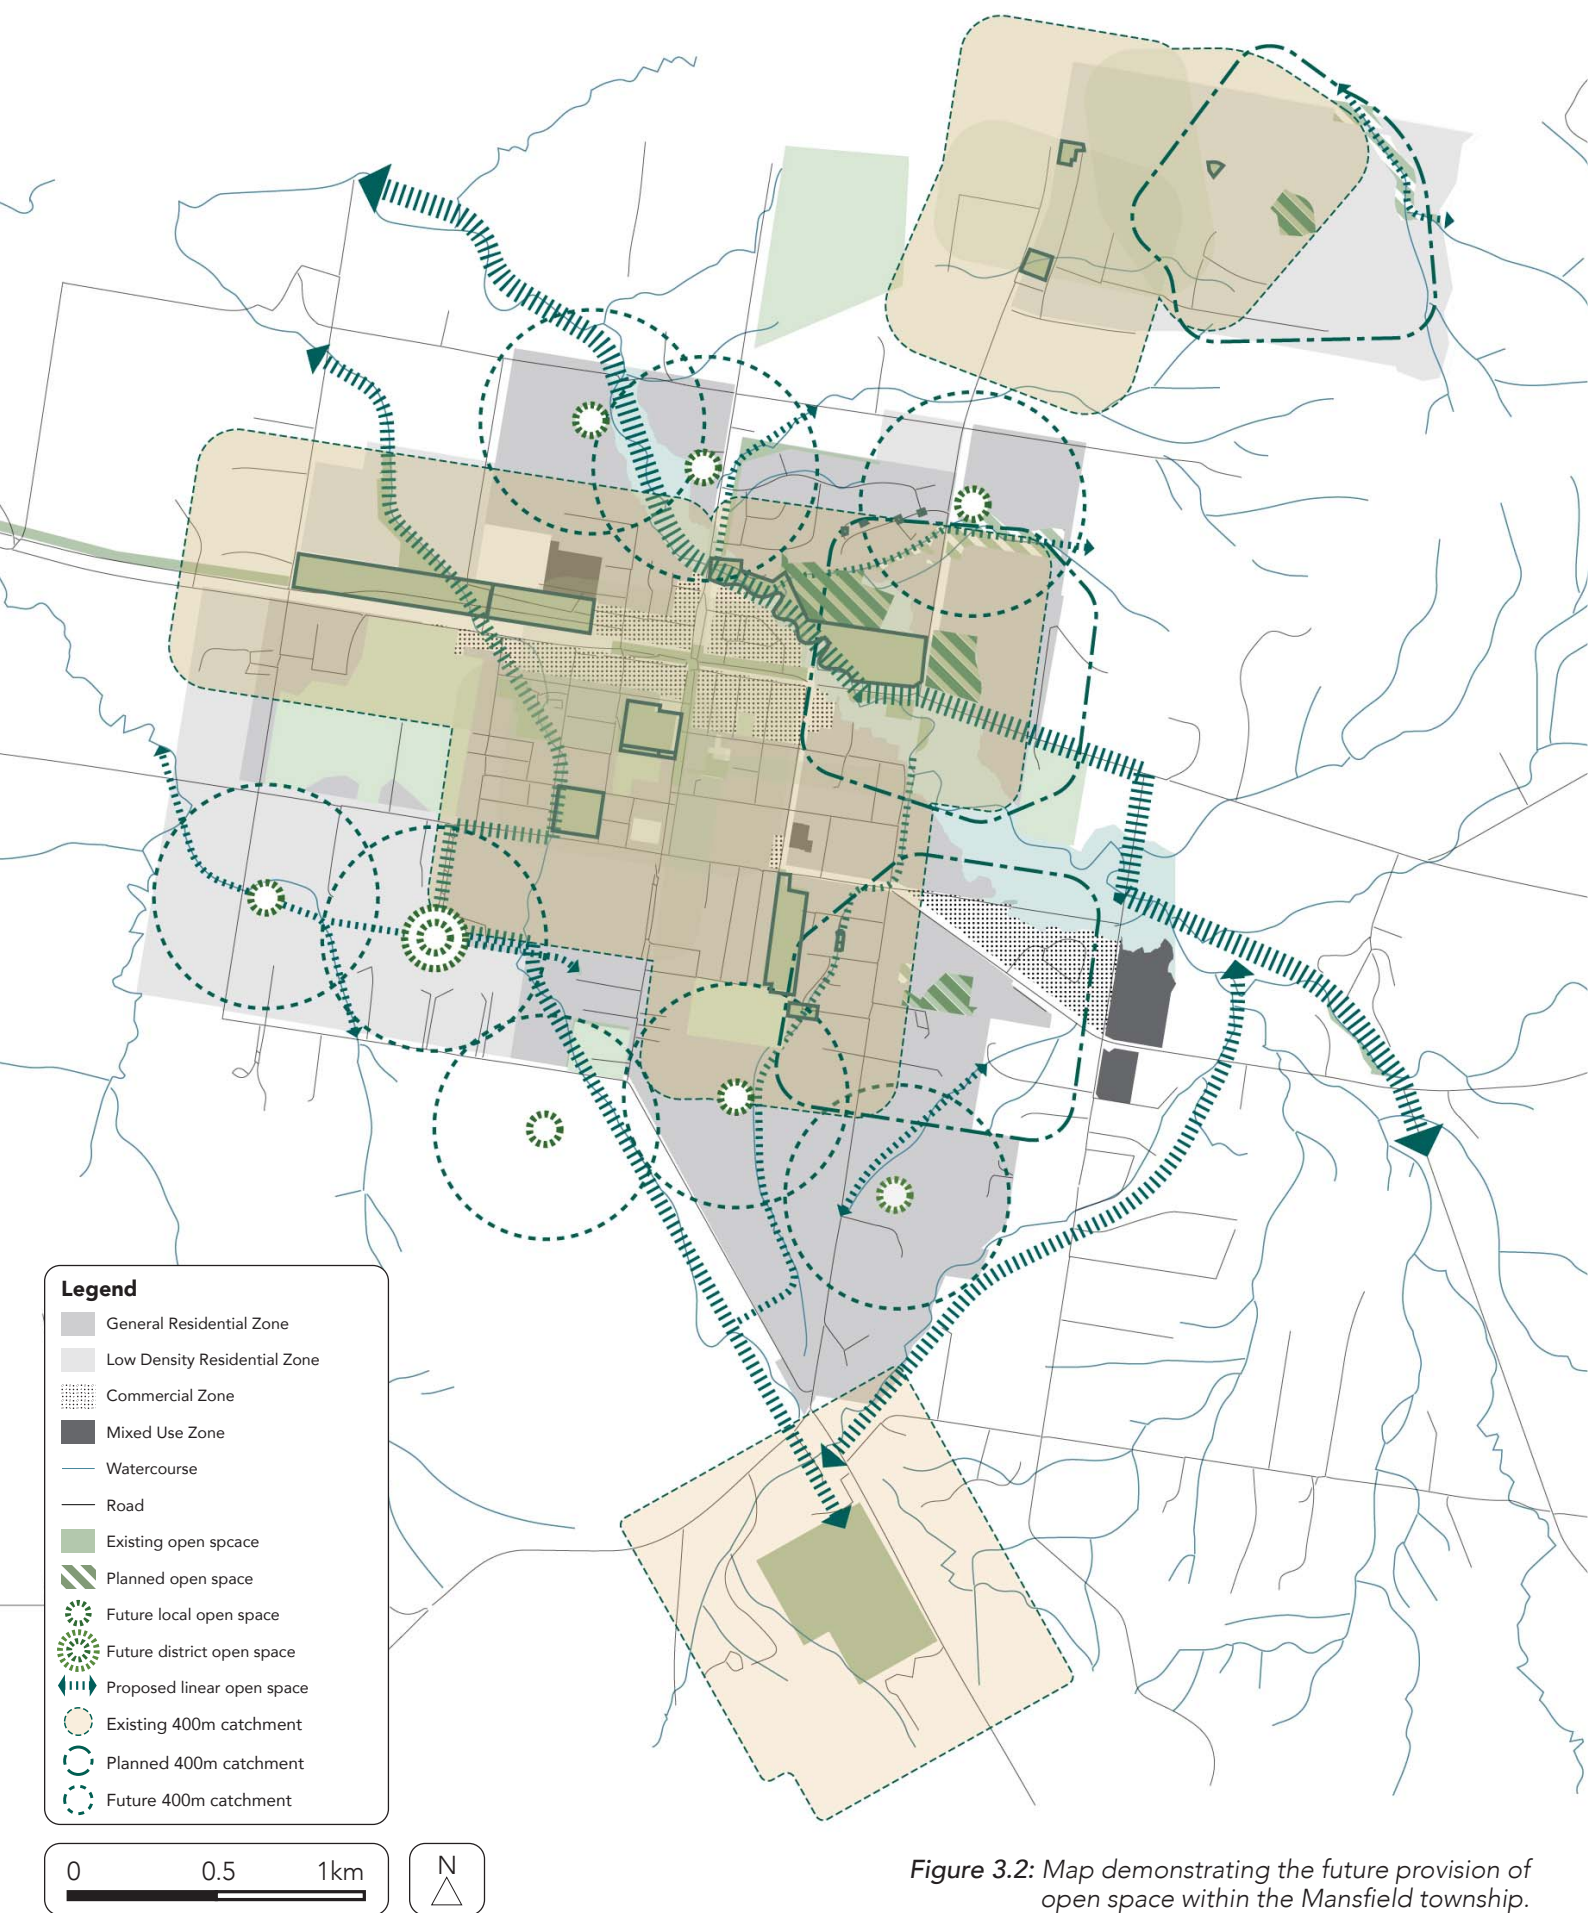 Legend
General Residential Zone
Low Density Residential Zone
Commercial Zone
Mixed Use Zone
Watercourse
Road
Existing open spcace
Planned open space
Future local open space
Future district open space
Proposed linear open space
Existing 400m catchment
Planned 400m catchment
Future 400m catchment
0 0.5 1km
N
Figure 3.2: Map demonstrating the future provision of
open space within the Mansfield township.